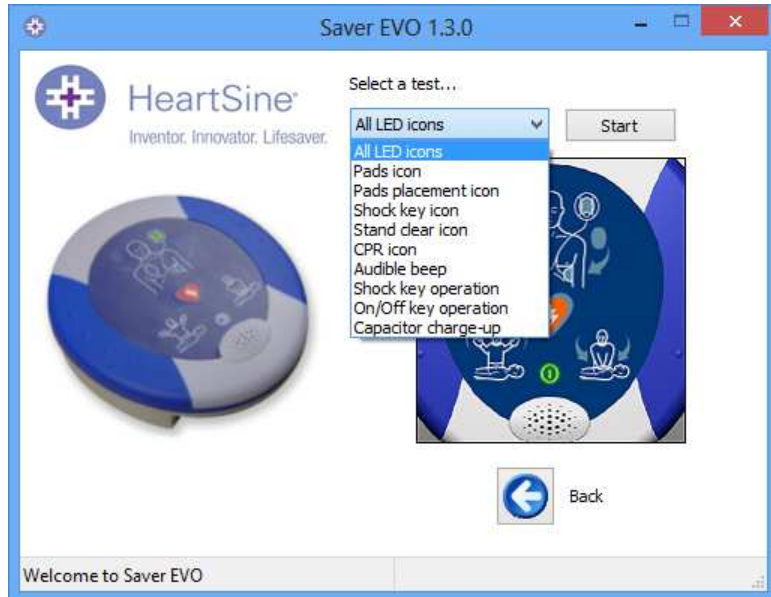 Saver EVO 1.3.0
HeartSine®
Inventor. Innovator. Lifesaver.
Select a test...
All LED icons
Start
All LED icons
Pads icon
Pads placement icon
Shock key icon
Stand clear icon
CPR icon
Audible beep
Shock key operation
On/Off key operation
Capacitor charge-up
Back
Welcome to Saver EVO